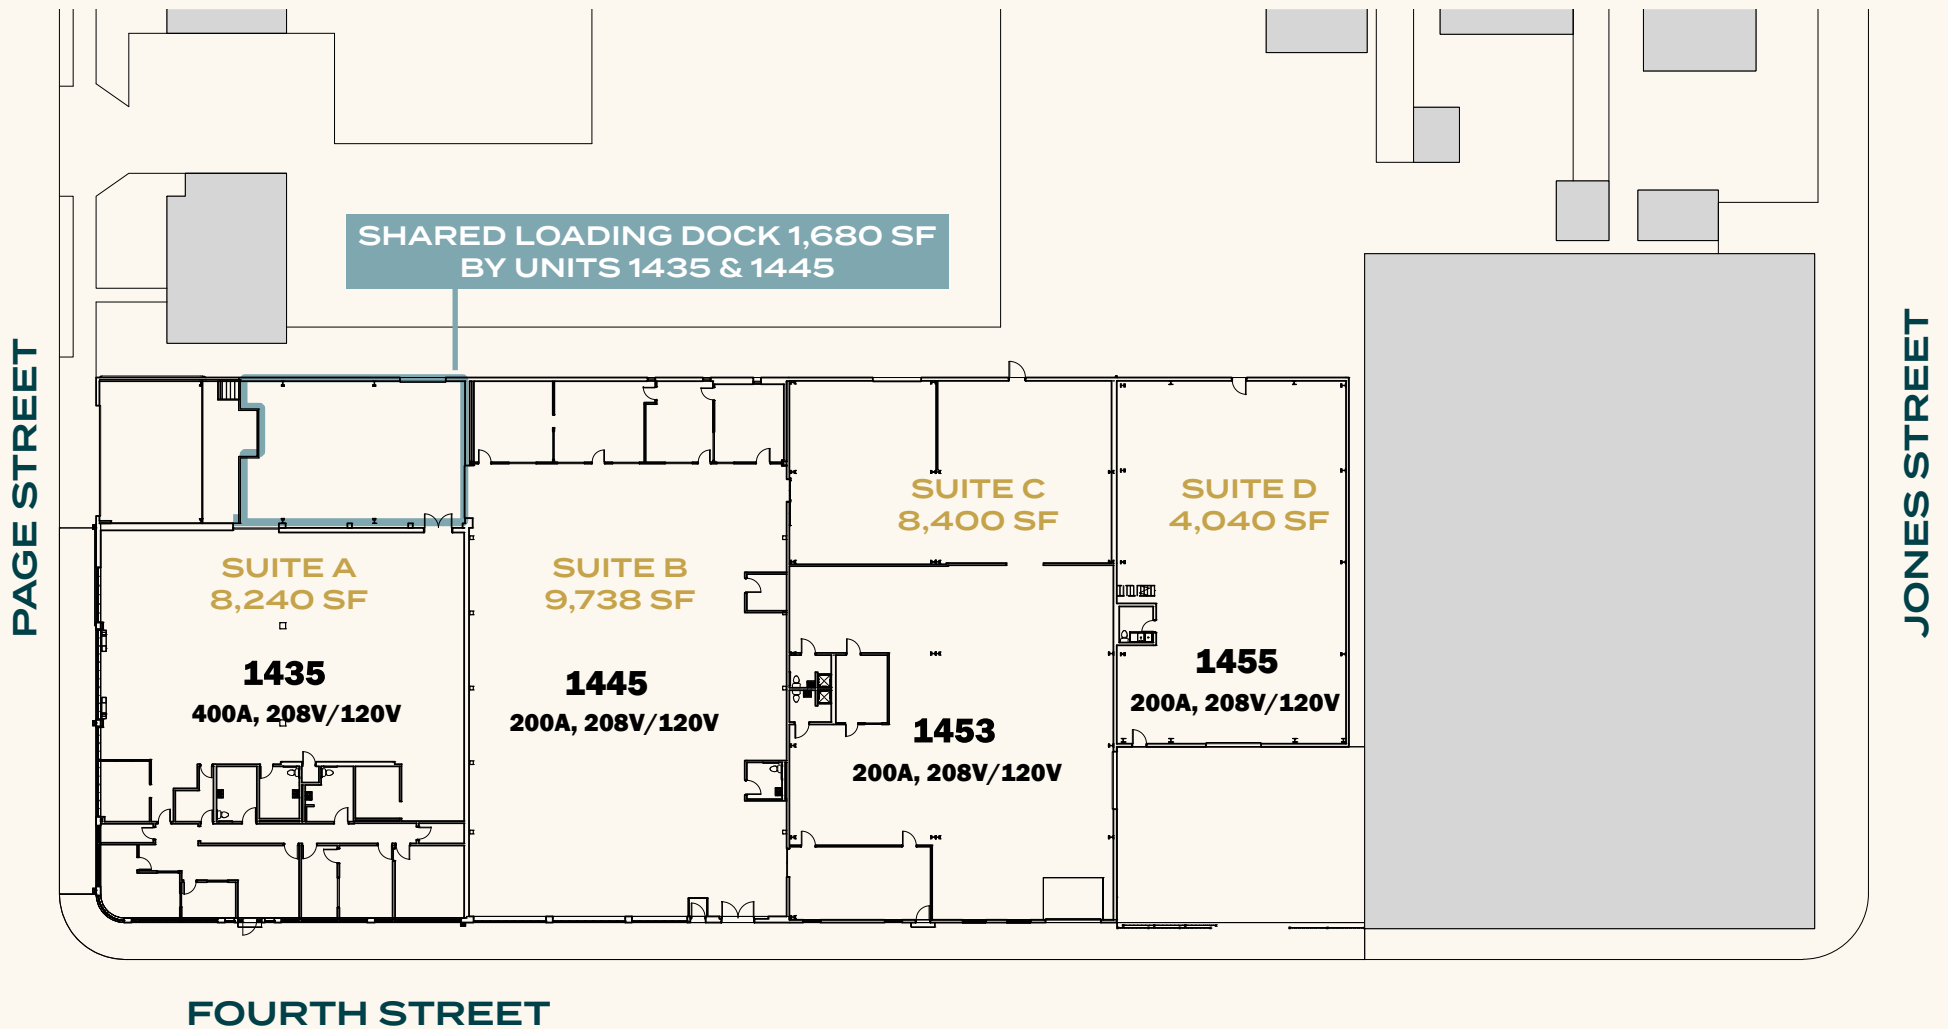 SHARED LOADING DOCK 1,680 SF
BY UNITS 1435 & 1445
PAGE STREET
JONES STREET
SUITE A
8,240 SF
1435
400A, 208V/120V
SUITE B
9,738 SF
1445
200A, 208V/120V
SUITE C
8,400 SF
1453
200A, 208V/120V
SUITE D
4,040 SF
1455
200A, 208V/120V
FOURTH STREET